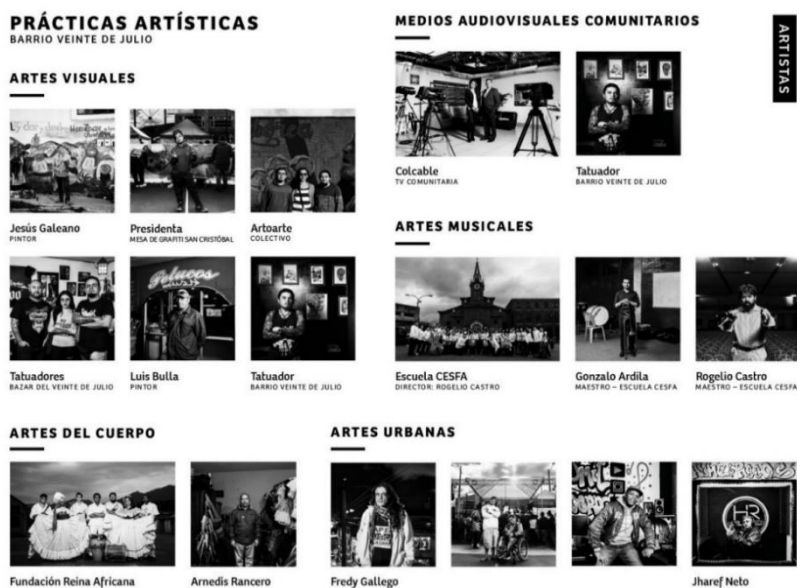 PRÁCTICAS ARTÍSTICAS
BARRIO VEINTE DE JULIO
ARTES VISUALES
Jesús Galeano
PINTOR
Presidenta
MESA DE GRAFITI SAN CRISTÓBAL
Artoarte
COLECTIVO
Pelucos
Tatuadores
BAZAR DEL VEINTE DE JULIO
Luis Bulla
PINTOR
Tatuador
BARRIO VEINTE DE JULIO
MEDIOS AUDIOVISUALES COMUNITARIOS
ARTISTAS
Colcable
TV COMUNITARIA
Tatuador
BARRIO VEINTE DE JULIO
ARTES MUSICALES
Escuela CESFA
DIRECTOR: ROGELIO CASTRO
Gonzalo Ardila
MAESTRO – ESCUELA CESFA
Rogelio Castro
MAESTRO – ESCUELA CESFA
ARTES DEL CUERPO
Fundación Reina Africana
Arnedis Rancero
ARTES URBANAS
HR
Fredy Gallego
Jharef Neto